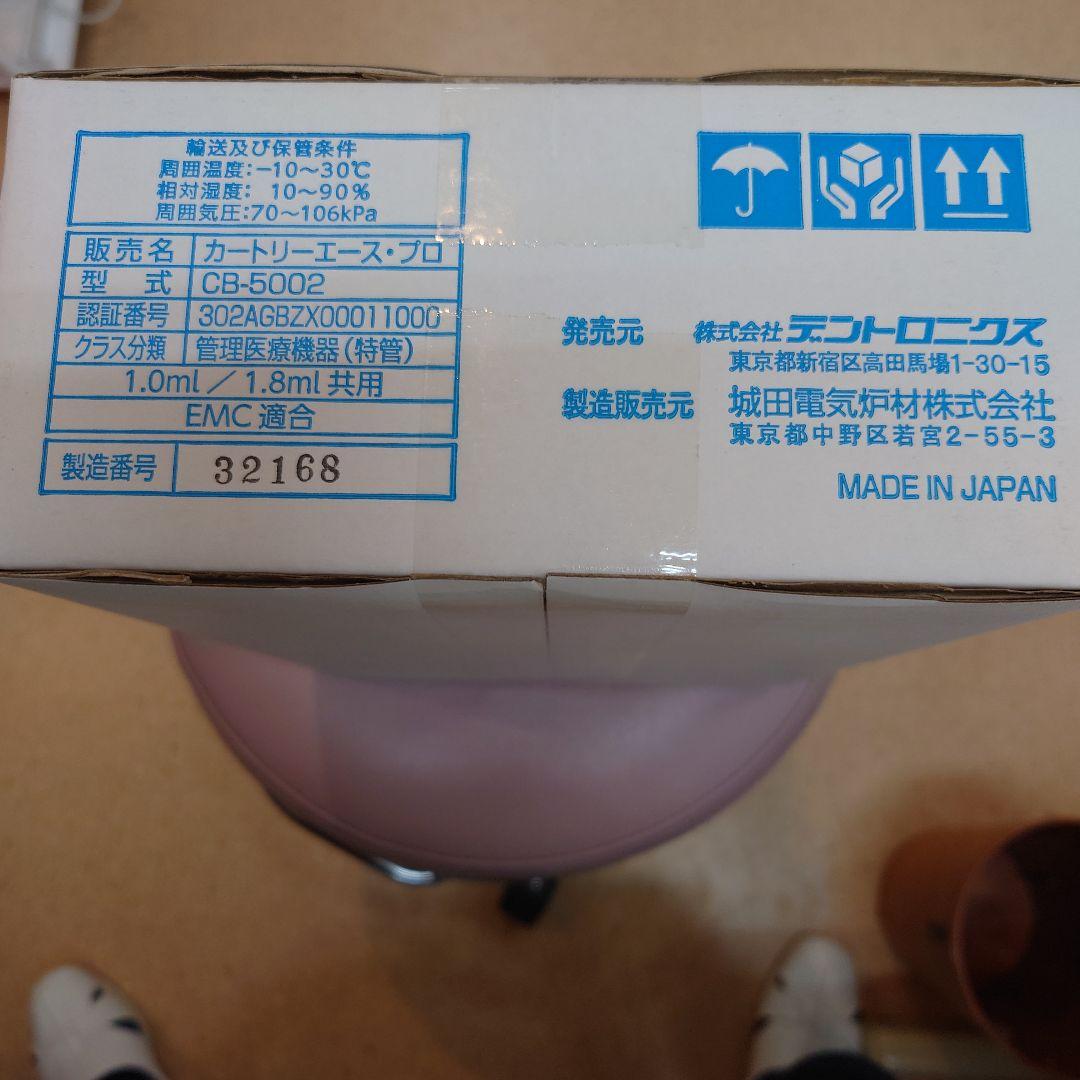 輸送及び保管条件
周囲温度:-10～30℃
相対湿度: 10～90%
周囲気圧:70～106kPa
販売名 カートリーエース・プロ
型 式 CB-5002
認証番号 302AGBZX00011000
クラス分類 管理医療機器(特管)
1.0ml / 1.8ml 共用
EMC 適合
製造番号 32168
発売元 株式会社 デントロニクス
東京都新宿区高田馬場1-30-15
製造販売元 城田電気炉材株式会社
東京都中野区若宮2-55-3
MADE IN JAPAN